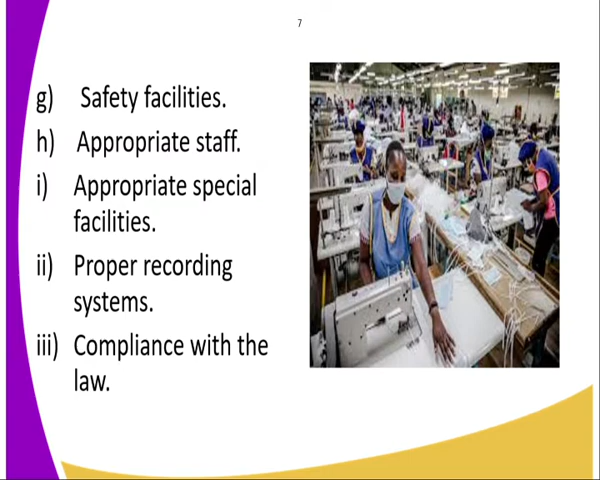 7
g) Safety facilities.
h) Appropriate staff.
i) Appropriate special
facilities.
ii) Proper recording
systems.
iii) Compliance with the
law.